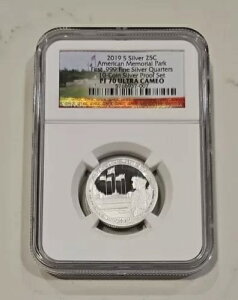 2019 S Silver 25C
American Memorial Park
First .999 Fine Silver Quarters
10-Coin Silver Proof Set
PF 70 ULTRA CAMEO